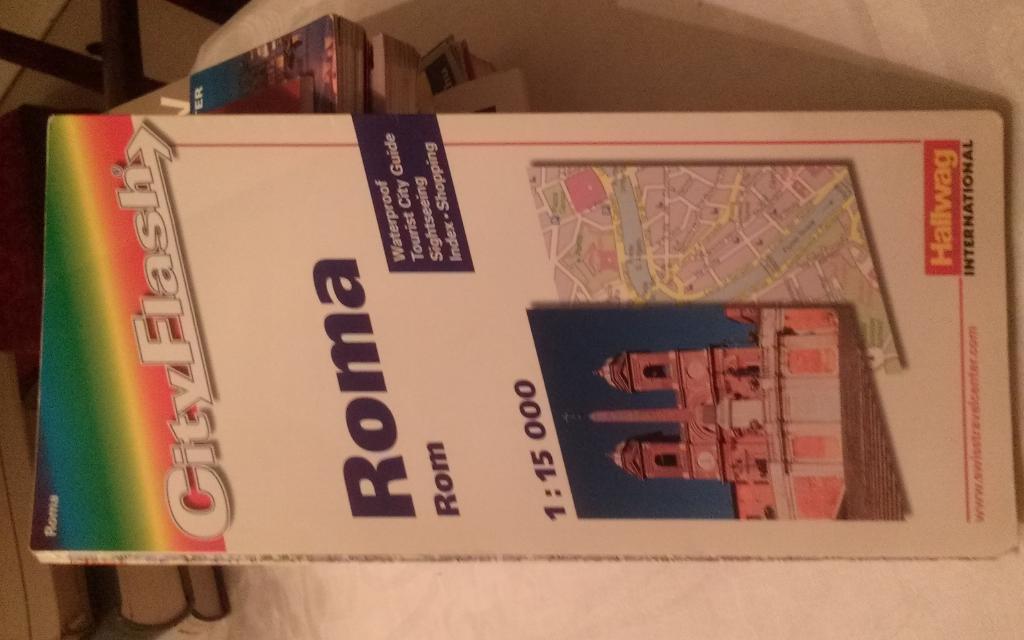 Roma
CityFlash
Waterproof
Tourist City Guide
Sightseeing
Index · Shopping
Roma
Rom
1 : 15 000
Hallwag
INTERNATIONAL
www.swisstravelcenter.com
ER